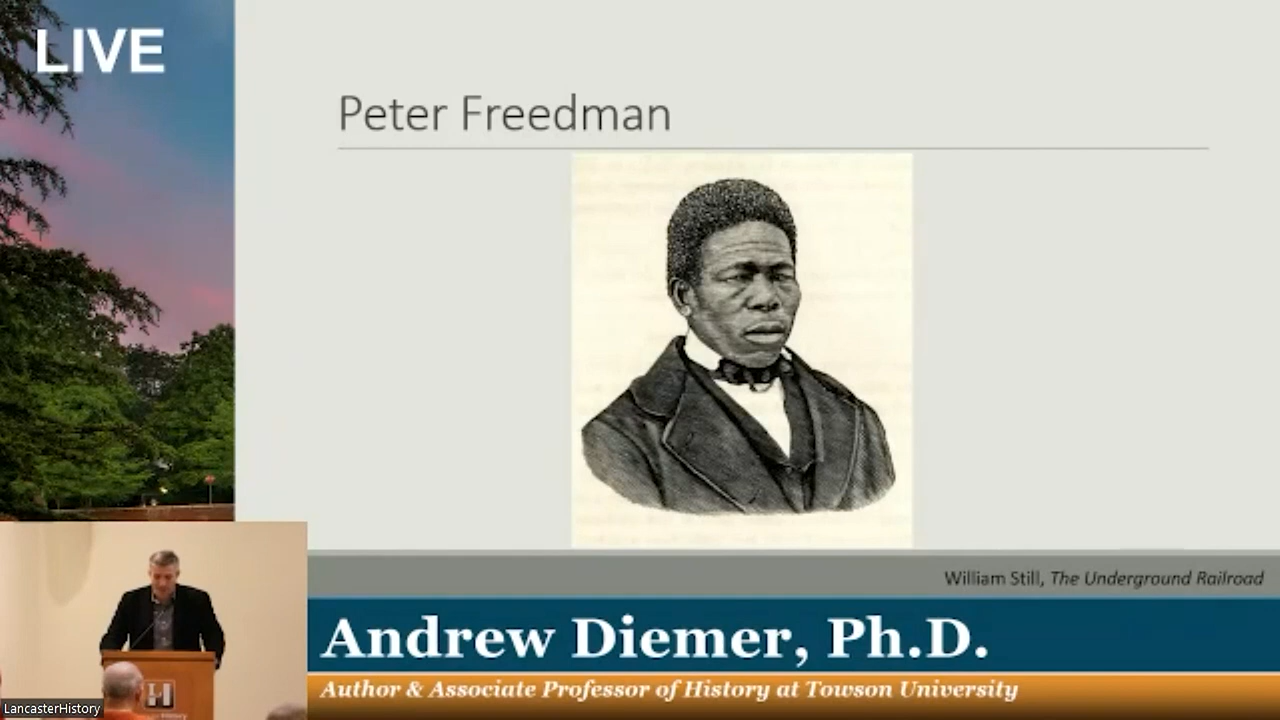 LIVE
Peter Freedman
William Still, The Underground Railroad
Andrew Diemer, Ph.D.
Author & Associate Professor of History at Towson University
LancasterHistory